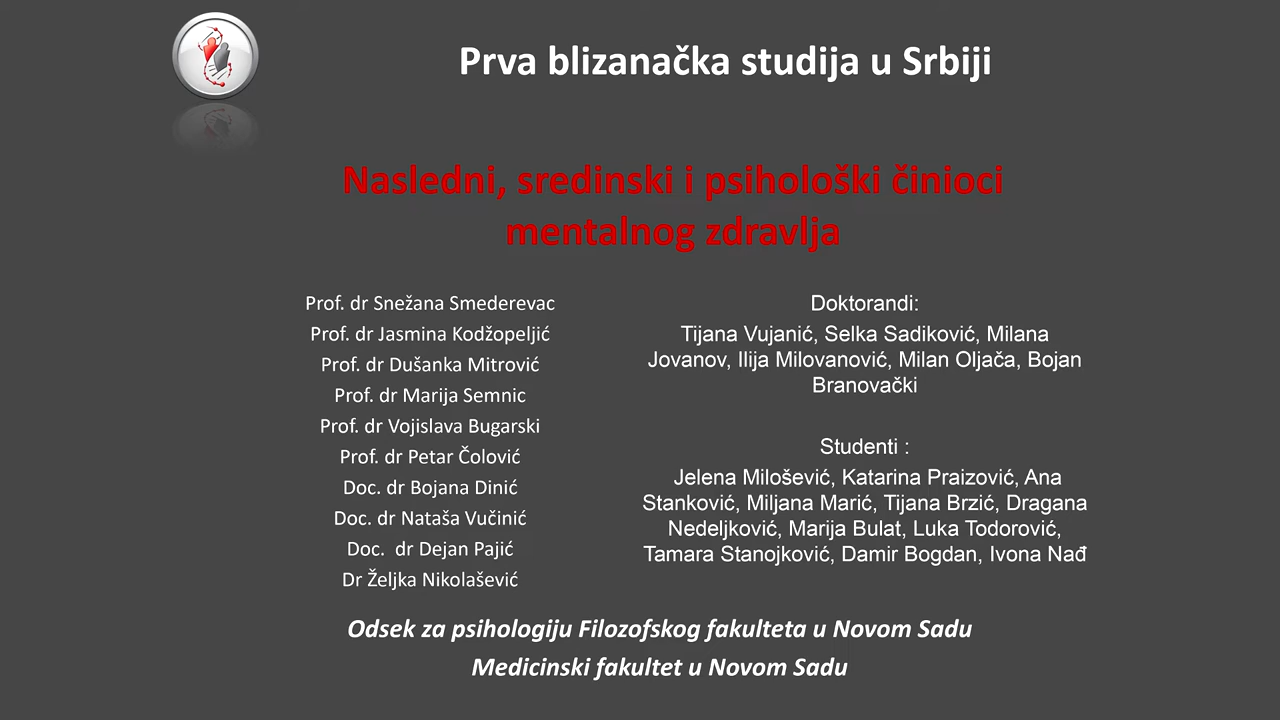 Prva blizanačka studija u Srbiji
Nasledni, sredinski i psihološki činioci
mentalnog zdravlja
Prof. dr Snežana Smederevac
Prof. dr Jasmina Kodžopeljić
Prof. dr Dušanka Mitrović
Prof. dr Marija Semnic
Prof. dr Vojislava Bugarski
Prof. dr Petar Čolović
Doc. dr Bojana Dinić
Doc. dr Nataša Vučinić
Doc.  dr Dejan Pajić
Dr Željka Nikolašević
Doktorandi:
Tijana Vujanić, Selka Sadiković, Milana
Jovanov, Ilija Milovanović, Milan Oljača, Bojan
Branovački
Studenti :
Jelena Milošević, Katarina Praizović, Ana
Stanković, Miljana Marić, Tijana Brzić, Dragana
Nedeljković, Marija Bulat, Luka Todorović,
Tamara Stanojković, Damir Bogdan, Ivona Nađ
Odsek za psihologiju Filozofskog fakulteta u Novom Sadu
Medicinski fakultet u Novom Sadu